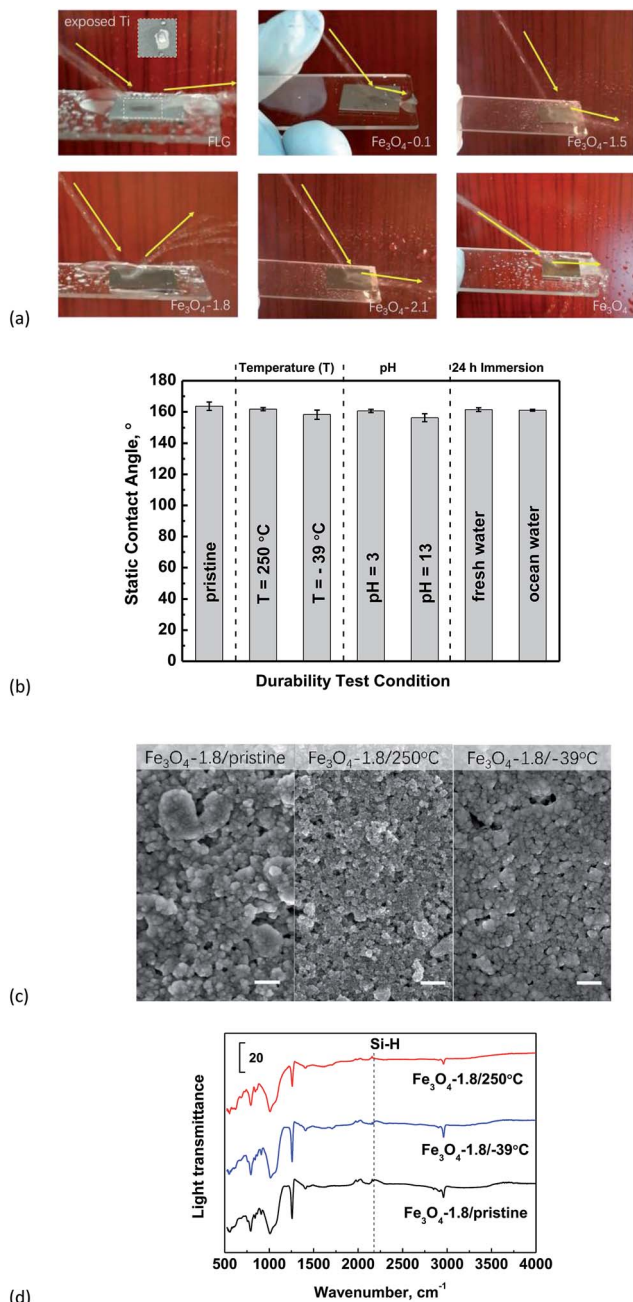 exposed Ti
FLG
Fe₃O₄-0.1
Fe₃O₄-1.5
Fe₃O₄-1.8
Fe₃O₄-2.1
Fe₃O₄
(a)
Temperature (T)
pH
24 h Immersion
180
160
140
120
100
80
60
40
20
0
Static Contact Angle, °
pristine
T = 250 °C
T = - 39 °C
pH = 3
pH = 13
fresh water
ocean water
Durability Test Condition
(b)
Fe₃O₄-1.8/pristine
Fe₃O₄-1.8/250°C
Fe₃O₄-1.8/-39°C
(c)
Si-H
20
Fe₃O₄-1.8/250°C
Fe₃O₄-1.8/-39°C
Fe₃O₄-1.8/pristine
Light transmittance
500 1000 1500 2000 2500 3000 3500 4000
Wavenumber, cm⁻¹
(d)